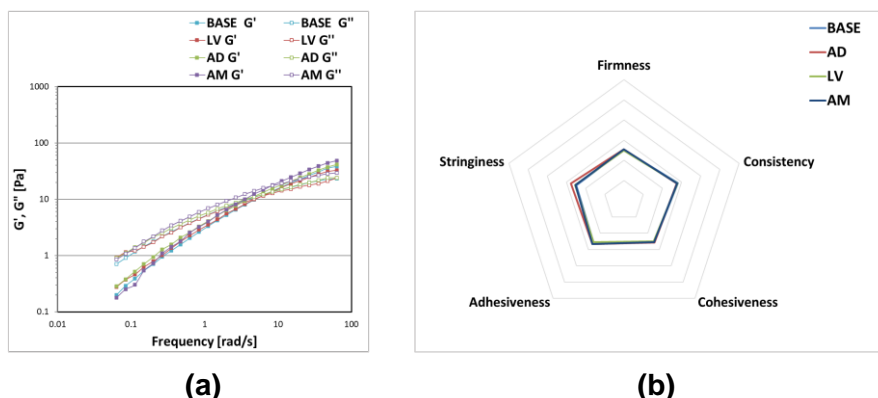 BASE G' BASE G"
LV G' LV G"
AD G' AD G"
AM G' AM G"
1000
100
10
1
0.1
G', G" [Pa]
0.01 0.1 1 10 100
Frequency [rad/s]
(a)
BASE
AD
LV
AM
Firmness
Stringiness Consistency
Adhesiveness Cohesiveness
(b)